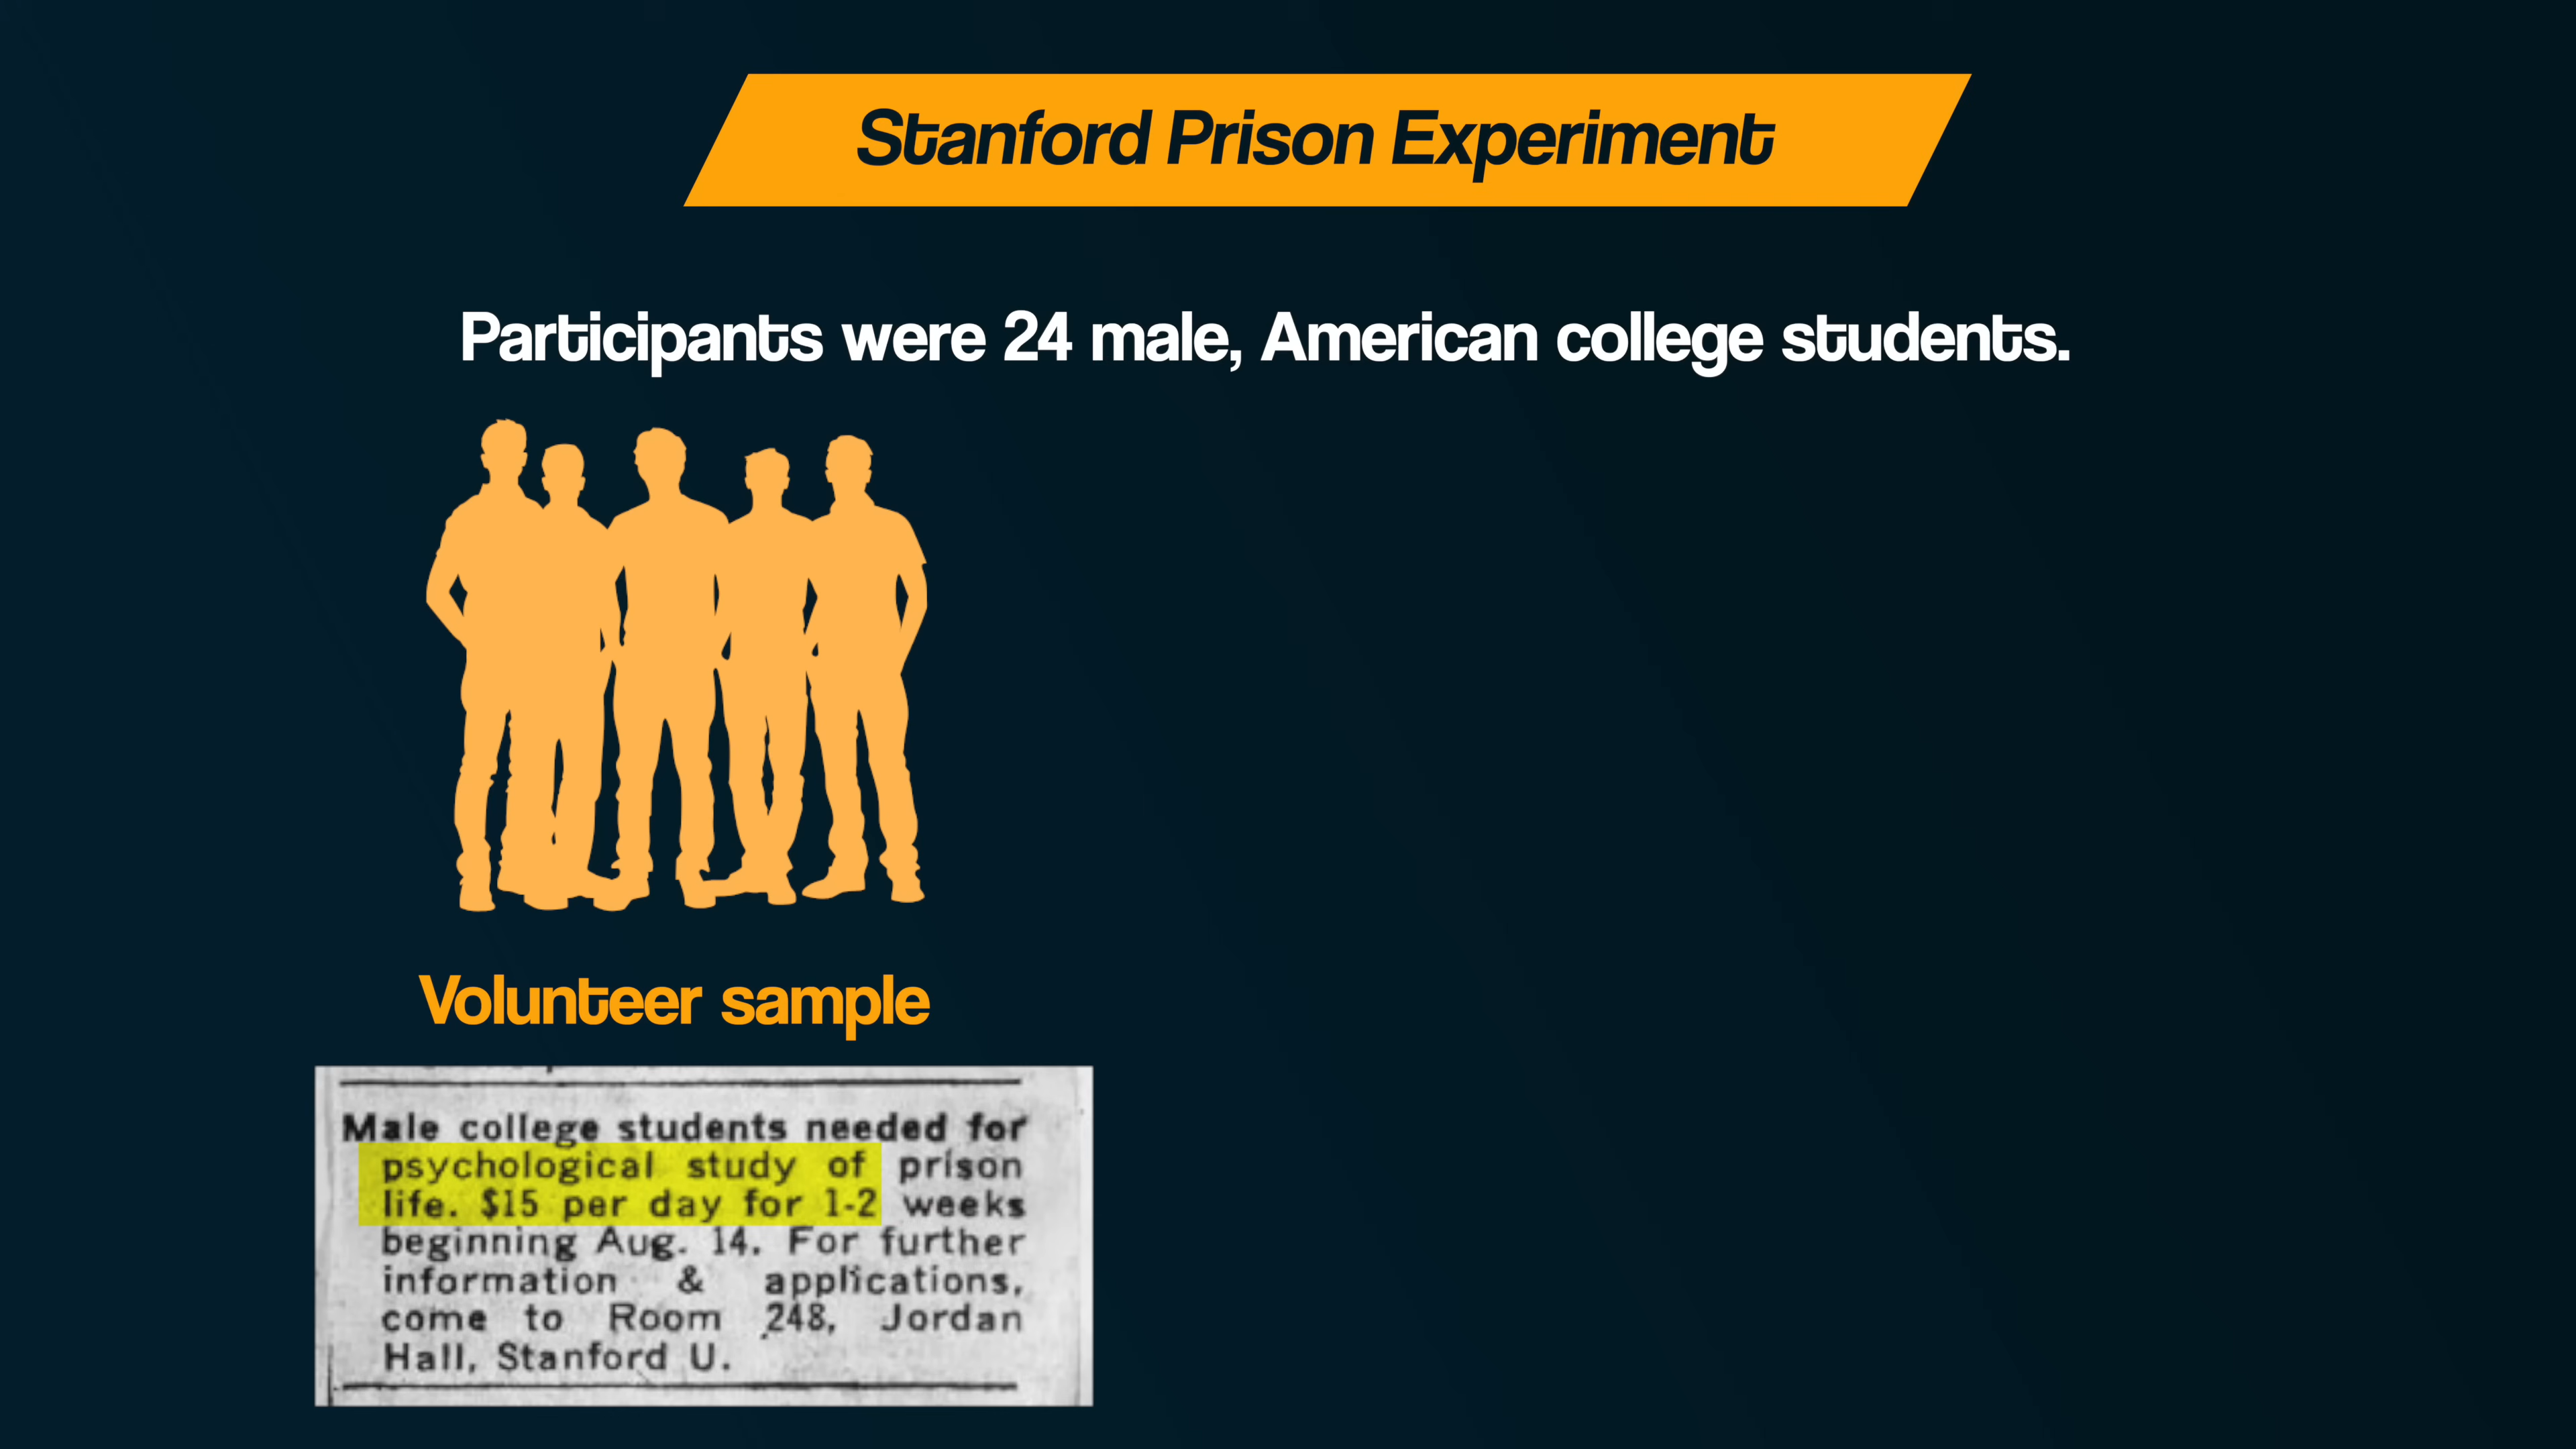 Stanford Prison Experiment
Participants were 24 male, American college students.
Volunteer sample
Male college students needed for
psychological study of prison
life. $15 per day for 1-2 weeks
beginning Aug. 14. For further
information & applications,
come to Room 248, Jordan
Hall, Stanford U.